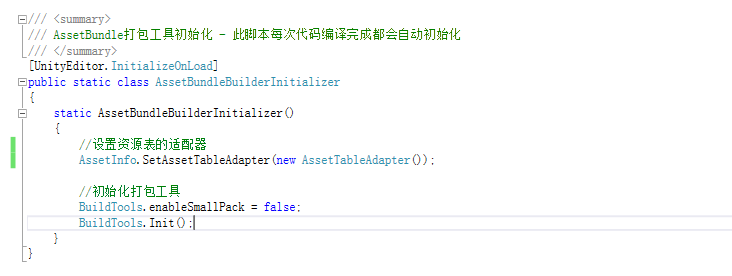 /// <summary>
/// AssetBundle打包工具初始化 - 此脚本每次代码编译完成都会自动初始化
/// </summary>
[UnityEditor.InitializeOnLoad]
public static class AssetBundleBuilderInitializer
{
    static AssetBundleBuilderInitializer()
    {
        //设置资源表的适配器
        AssetInfo.SetAssetTableAdapter(new AssetTableAdapter());

        //初始化打包工具
        BuildTools.enableSmallPack = false;
        BuildTools.Init();
    }
}